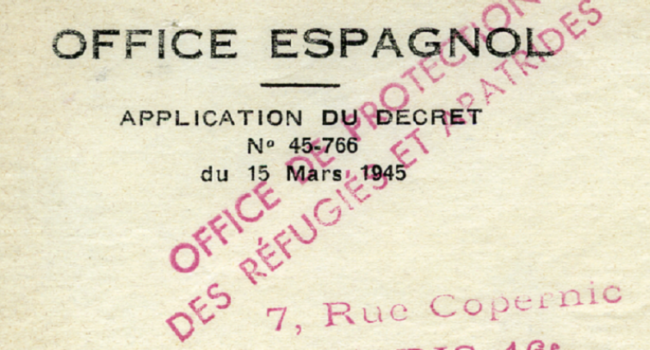 OFFICE ESPAGNOL
APPLICATION DU DECRET
Nº 45-766
du 15 Mars, 1945
OFFICE DE PROTECTION
DES RÉFUGIÉS ET APATRIDES
7, Rue Copernic